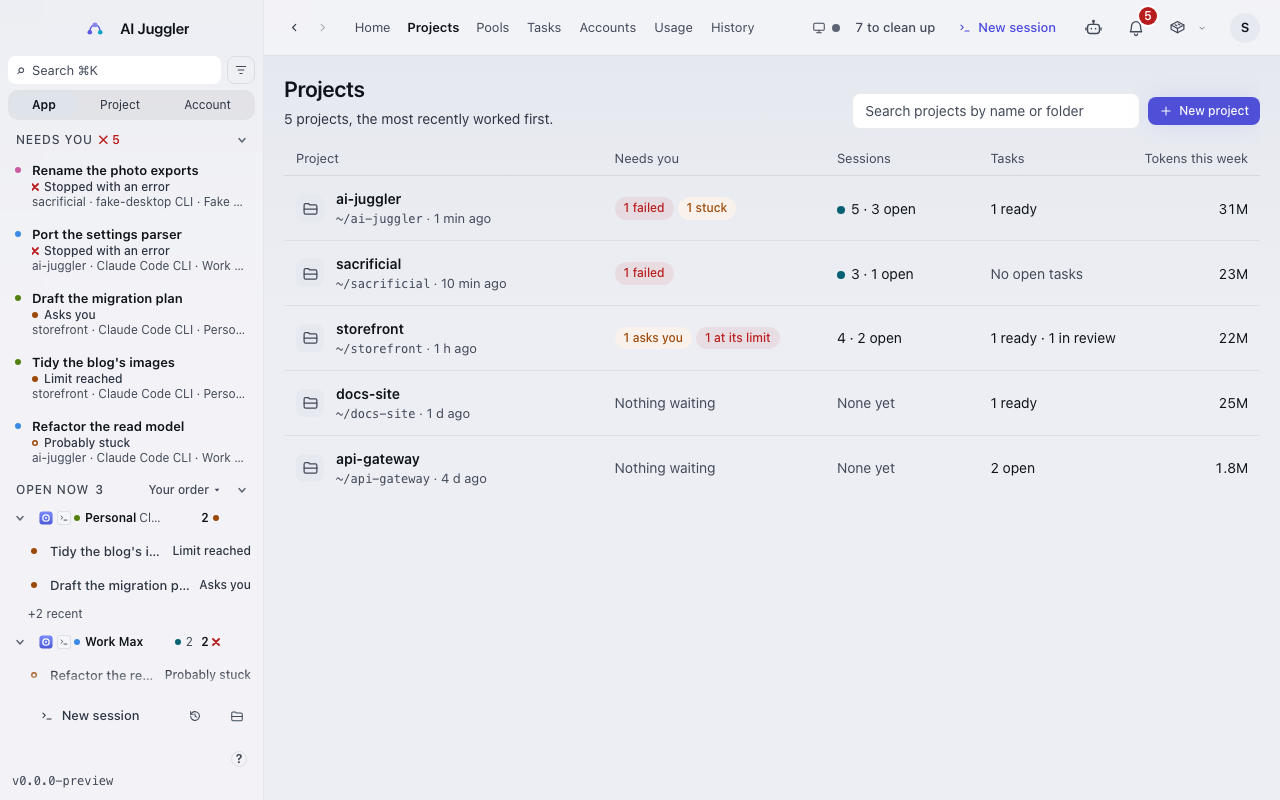 AI Juggler
Search ⌘K
App Project Account
NEEDS YOU 5
Rename the photo exports
Stopped with an error
sacrificial · fake-desktop CLI · Fake ...
Port the settings parser
Stopped with an error
ai-juggler · Claude Code CLI · Work ...
Draft the migration plan
Asks you
storefront · Claude Code CLI · Perso...
Tidy the blog's images
Limit reached
storefront · Claude Code CLI · Perso...
Refactor the read model
Probably stuck
ai-juggler · Claude Code CLI · Work ...
OPEN NOW 3 Your order
Personal Cl... 2
Tidy the blog's i... Limit reached
Draft the migration p... Asks you
+2 recent
Work Max 2 2
Refactor the re... Probably stuck
New session
?
v0.0.0-preview
Home Projects Pools Tasks Accounts Usage History 7 to clean up New session 5 S
Projects
5 projects, the most recently worked first.
Search projects by name or folder
New project
Project Needs you Sessions Tasks Tokens this week
ai-juggler
~/ai-juggler · 1 min ago
1 failed 1 stuck 5 · 3 open 1 ready 31M
sacrificial
~/sacrificial · 10 min ago
1 failed 3 · 1 open No open tasks 23M
storefront
~/storefront · 1 h ago
1 asks you 1 at its limit 4 · 2 open 1 ready · 1 in review 22M
docs-site
~/docs-site · 1 d ago
Nothing waiting None yet 1 ready 25M
api-gateway
~/api-gateway · 4 d ago
Nothing waiting None yet 2 open 1.8M